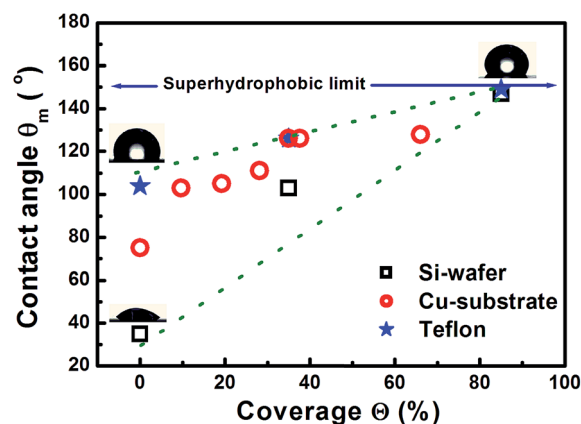 180
160
140
120
100
80
60
40
20
Contact angle θm ( °)
Superhydrophobic limit
Si-wafer
Cu-substrate
Teflon
0 20 40 60 80 100
Coverage Θ (%)